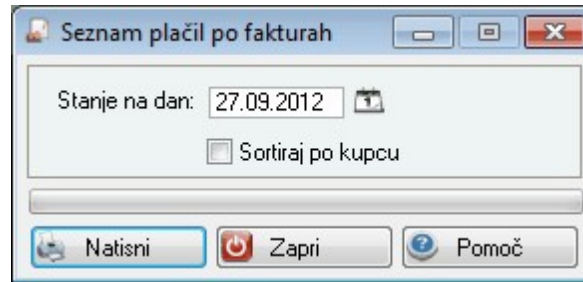 Seznam plačil po fakturah
Stanje na dan: 27.09.2012
Sortiraj po kupcu
Natisni Zapri Pomoč